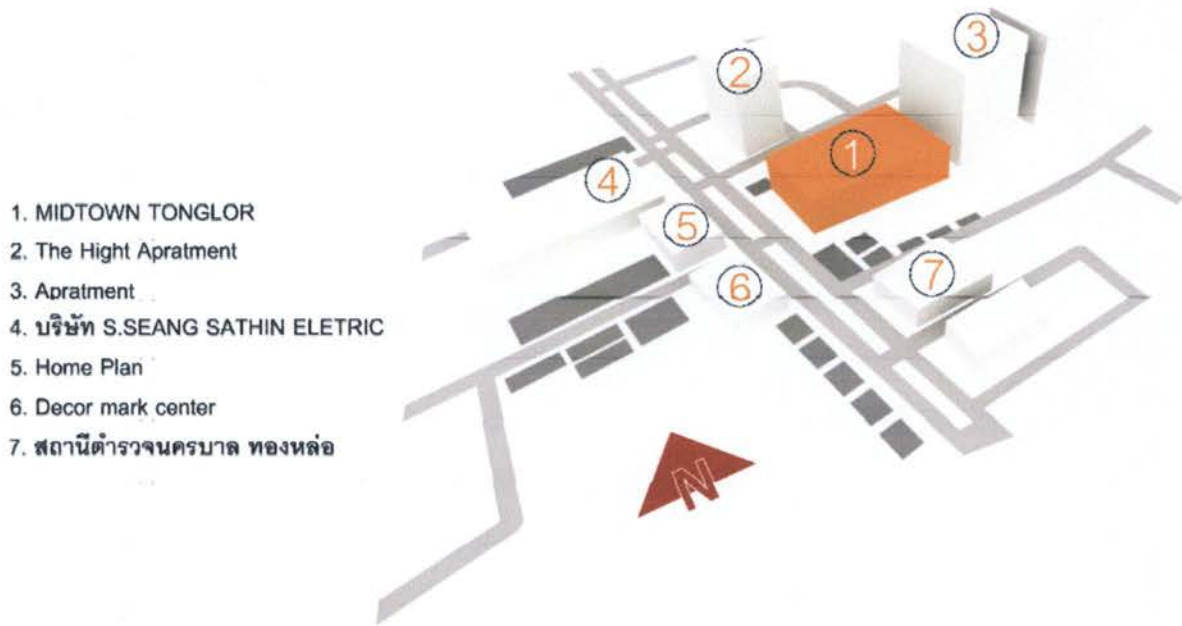 1. MIDTOWN TONGLOR
2. The Hight Apratment
3. Apratment
4. บริษัท S.SEANG SATHIN ELETRIC
5. Home Plan
6. Decor mark center
7. สถานีตำรวจนครบาล ทองหล่อ
2
3
1
4
5
6
7
N